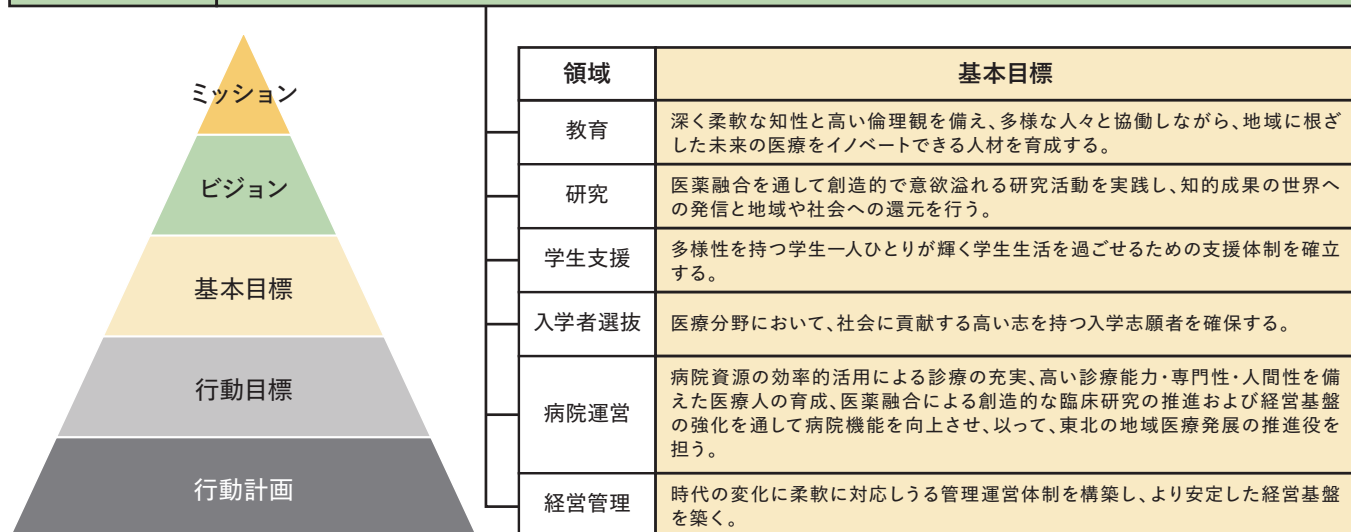 ミッション
ビジョン
基本目標
行動目標
行動計画
領域
基本目標
教育
深く柔軟な知性と高い倫理観を備え、多様な人々と協働しながら、地域に根ざ
した未来の医療をイノベートできる人材を育成する。
研究
医薬融合を通して創造的で意欲溢れる研究活動を実践し、知的成果の世界へ
の発信と地域や社会への還元を行う。
学生支援
多様性を持つ学生一人ひとりが輝く学生生活を過ごせるための支援体制を確立
する。
入学者選抜
医療分野において、社会に貢献する高い志を持つ入学志願者を確保する。
病院運営
病院資源の効率的活用による診療の充実、高い診療能力・専門性・人間性を備
えた医療人の育成、医薬融合による創造的な臨床研究の推進および経営基盤
の強化を通して病院機能を向上させ、以って、東北の地域医療発展の推進役を
担う。
経営管理
時代の変化に柔軟に対応しうる管理運営体制を構築し、より安定した経営基盤
を築く。